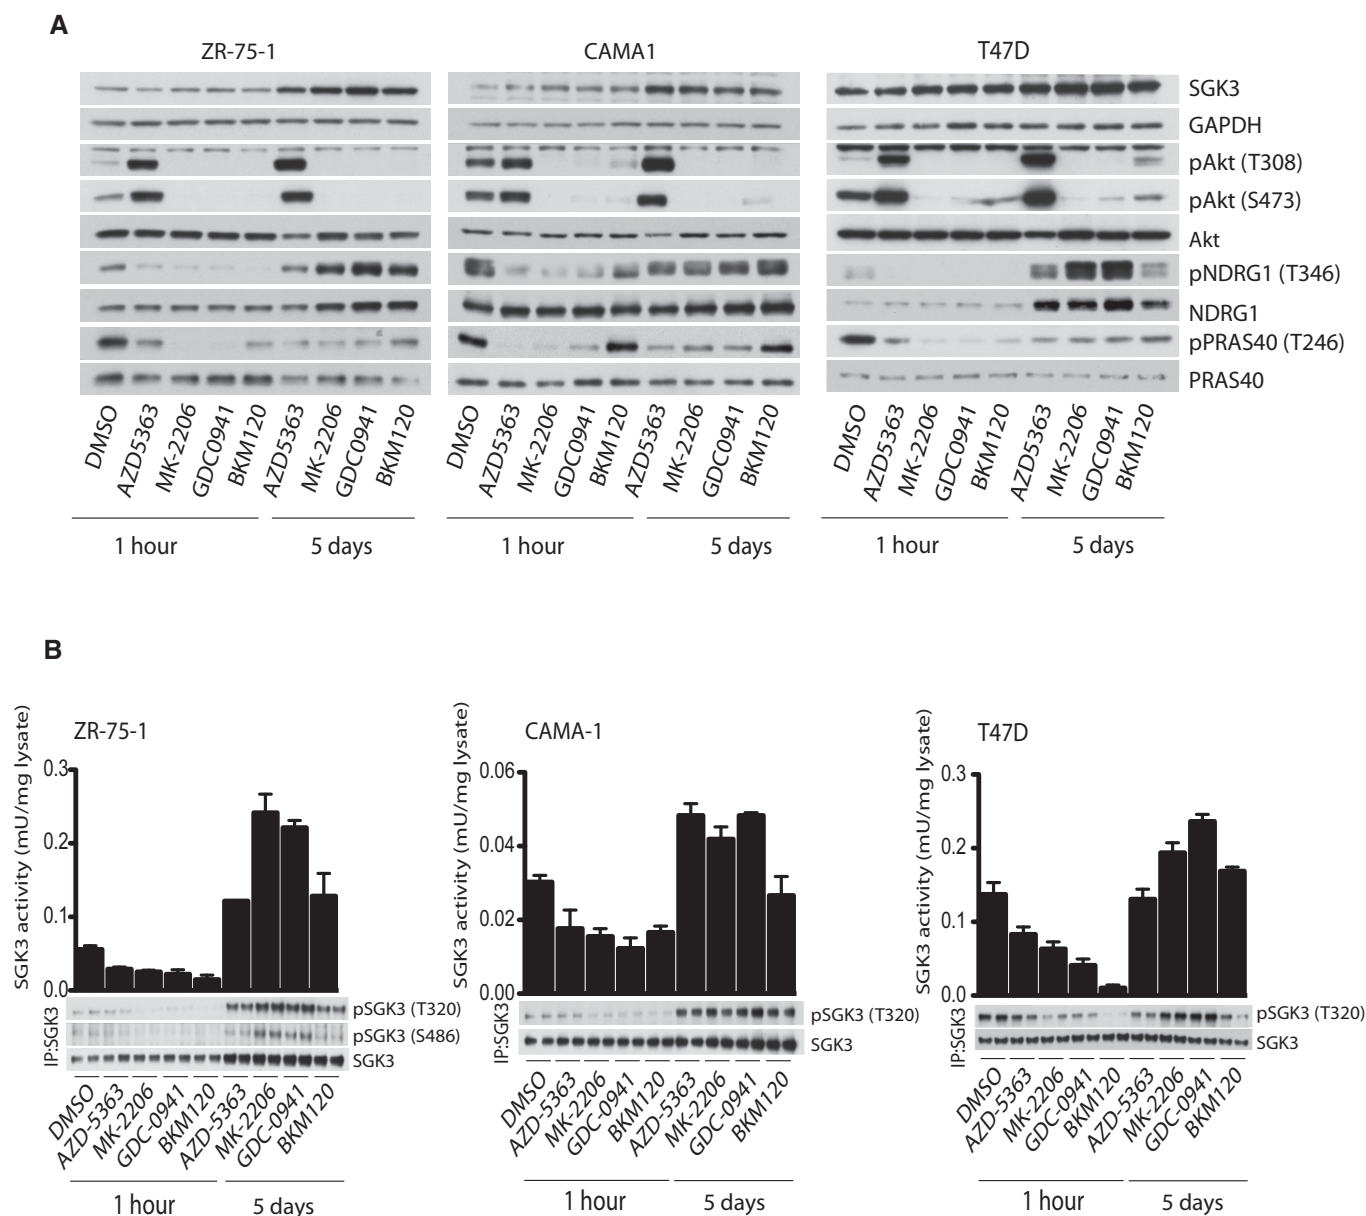 A
ZR-75-1 CAMA1 T47D
SGK3
GAPDH
pAkt (T308)
pAkt (S473)
Akt
pNDRG1 (T346)
NDRG1
pPRAS40 (T246)
PRAS40
DMSO AZD5363 MK-2206 GDC0941 BKM120 AZD5363 MK-2206 GDC0941 BKM120
DMSO AZD5363 MK-2206 GDC0941 BKM120 AZD5363 MK-2206 GDC0941 BKM120
DMSO AZD5363 MK-2206 GDC0941 BKM120 AZD5363 MK-2206 GDC0941 BKM120
1 hour 5 days 1 hour 5 days 1 hour 5 days
B
ZR-75-1
SGK3 activity (mU/mg lysate)
0.3
0.2
0.1
0.0
IP:SGK3
pSGK3 (T320)
pSGK3 (S486)
SGK3
DMSO AZD-5363 MK-2206 GDC-0941 BKM120 AZD-5363 MK-2206 GDC-0941 BKM120
1 hour 5 days
CAMA-1
SGK3 activity (mU/mg lysate)
0.06
0.04
0.02
0.00
IP:SGK3
pSGK3 (T320)
SGK3
DMSO AZD-5363 MK-2206 GDC-0941 BKM120 AZD-5363 MK-2206 GDC-0941 BKM120
1 hour 5 days
T47D
SGK3 activity (mU/mg lysate)
0.3
0.2
0.1
0.0
IP:SGK3
pSGK3 (T320)
SGK3
DMSO AZD-5363 MK-2206 GDC-0941 BKM120 AZD-5363 MK-2206 GDC-0941 BKM120
1 hour 5 days